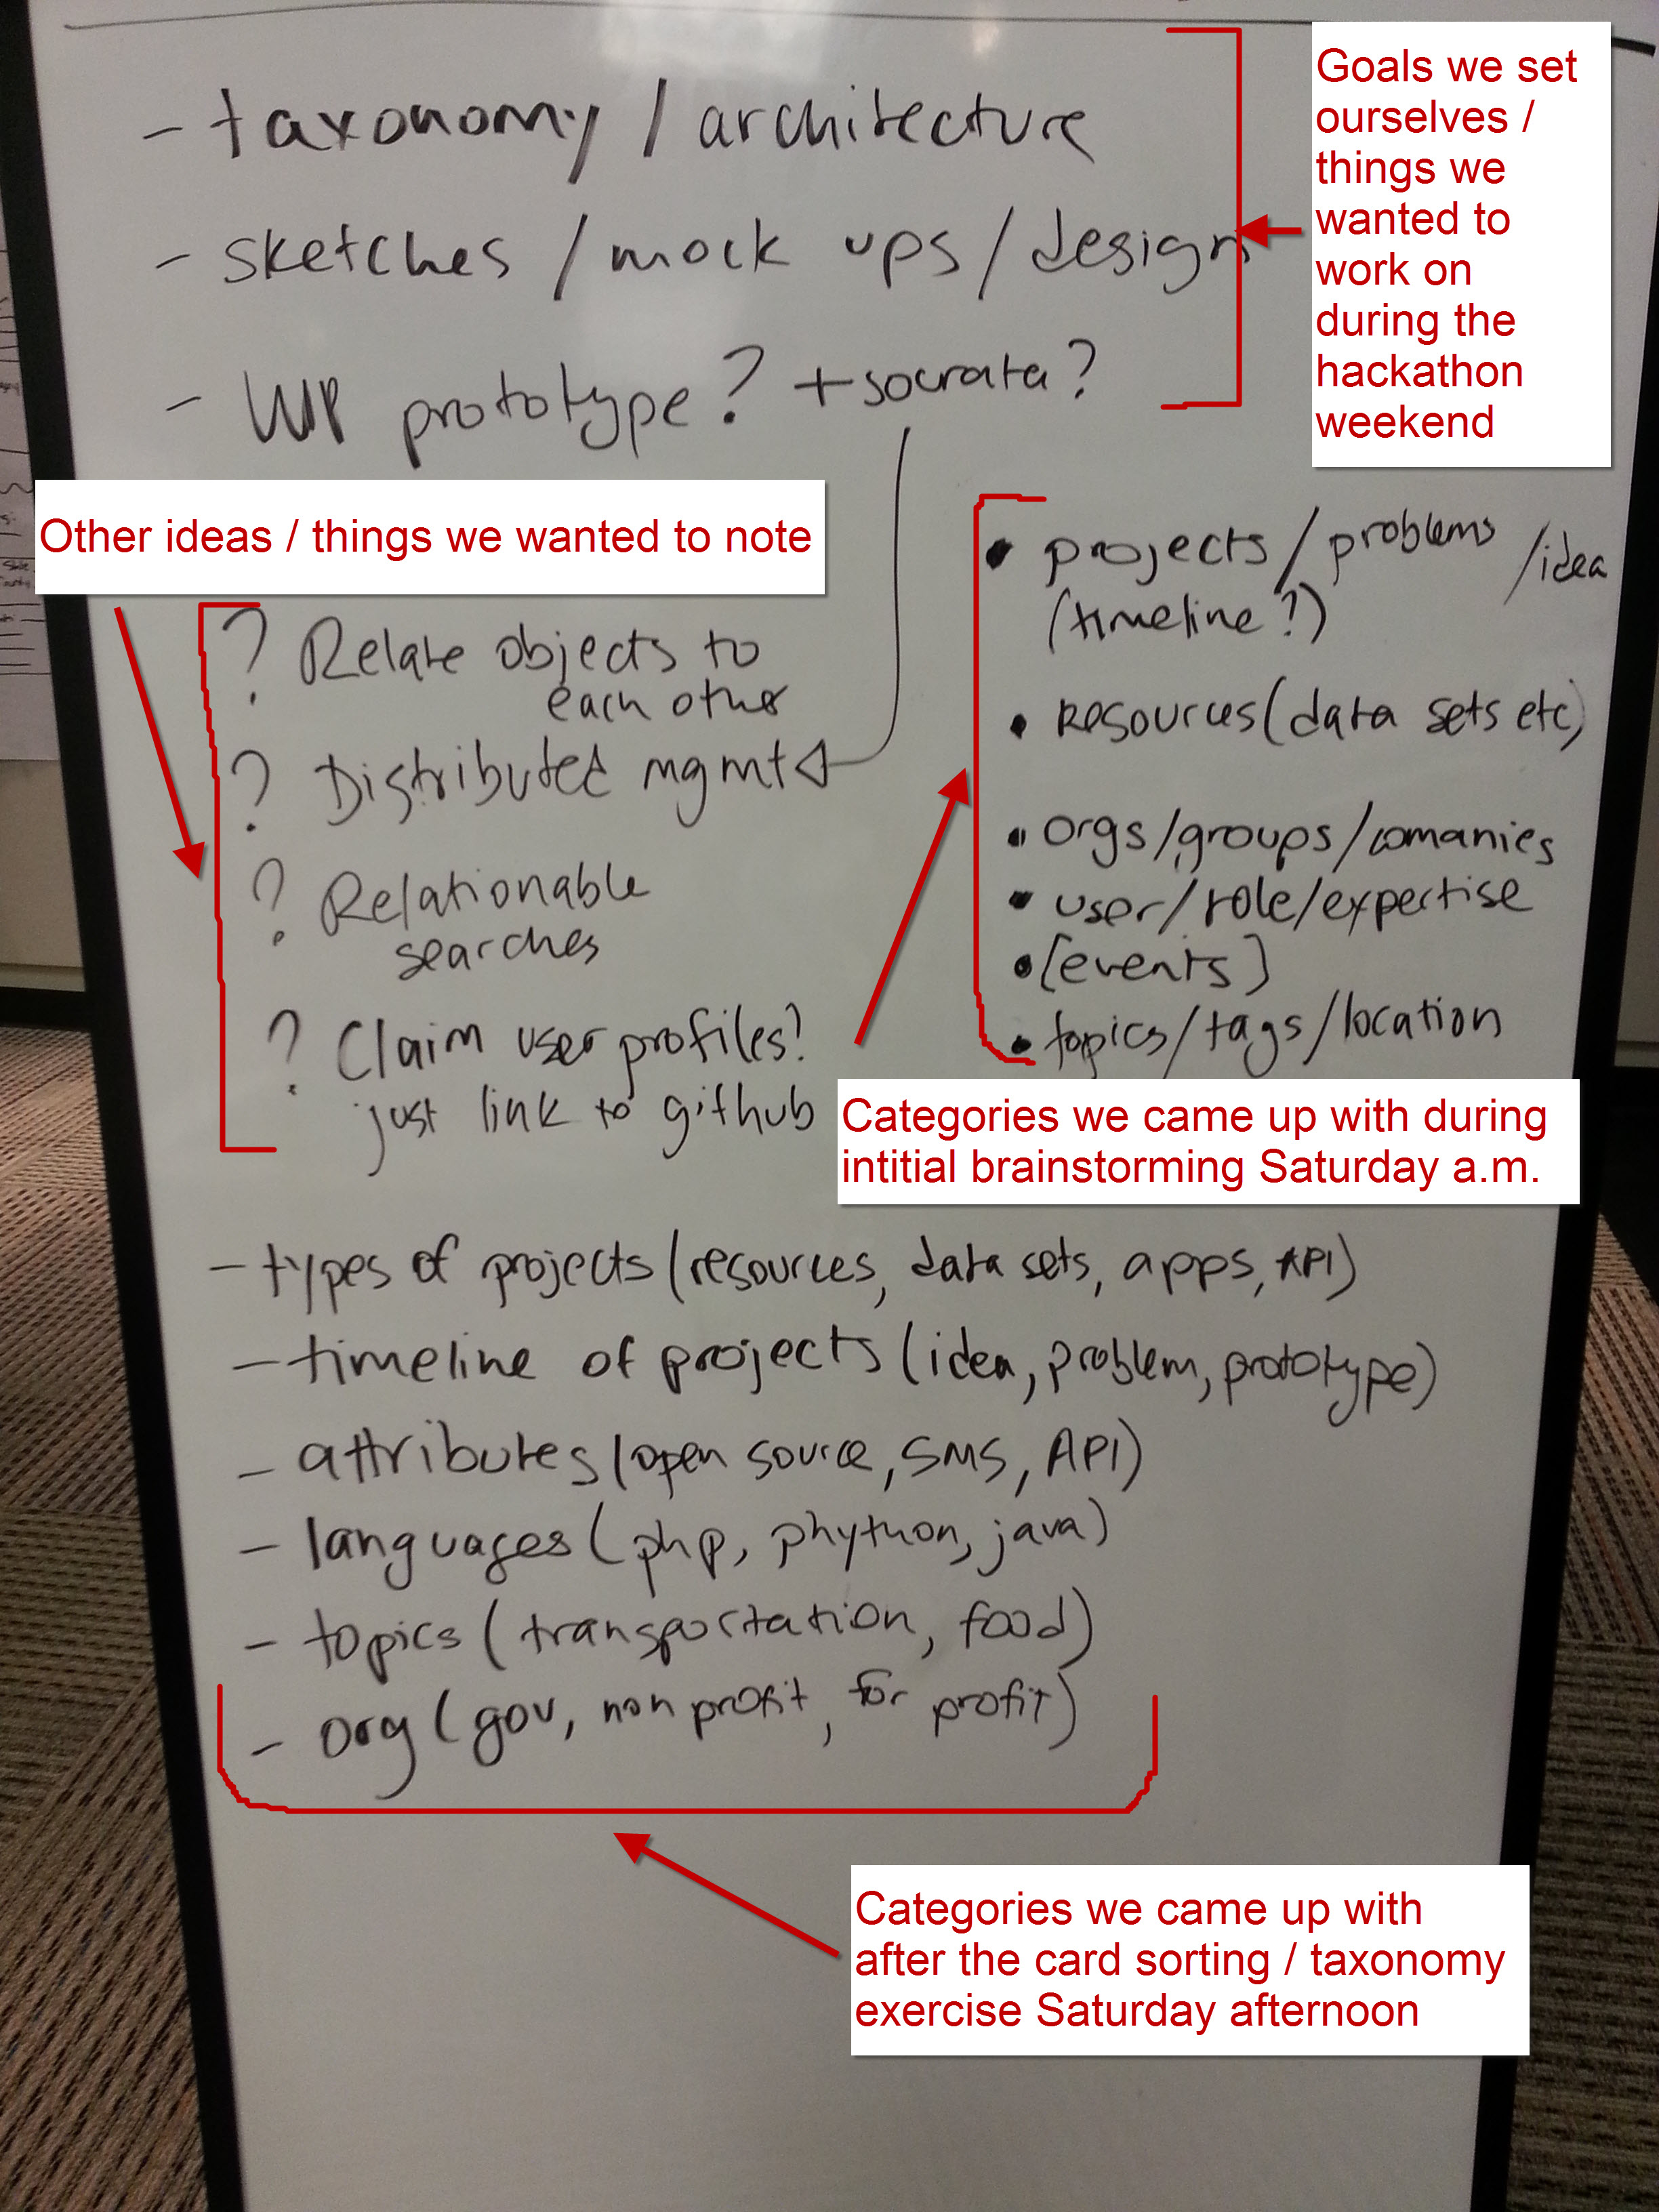 - taxonomy / architecture
- sketches / mock ups / design
- WP prototype? + socrata?
Goals we set
ourselves /
things we
wanted to
work on
during the
hackathon
weekend
Other ideas / things we wanted to note
? Relate objects to
each other
? Distributed mgmt
? Relationable
searches
? Claim user profiles?
just link to github
• projects / problems / idea
(timeline?)
• Resources (data sets etc)
• orgs/groups/comanies
• user/role/expertise
• [events]
• topics/tags/location
Categories we came up with during
intitial brainstorming Saturday a.m.
- types of projects (resources, data sets, apps, API)
- timeline of projects (idea, problem, prototype)
- attributes (open source, SMS, API)
- languages (php, phython, java)
- topics (transportation, food)
- org (gov, non profit, for profit)
Categories we came up with
after the card sorting / taxonomy
exercise Saturday afternoon